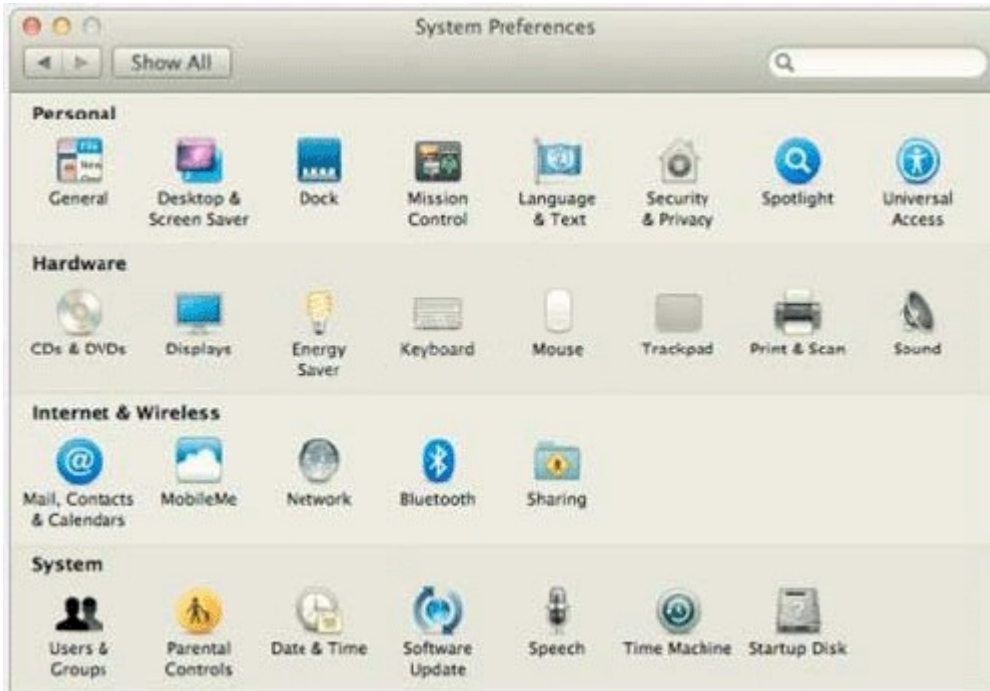 System Preferences
Show All
Personal
General
Desktop &
Screen Saver
Dock
Mission
Control
Language
& Text
Security
& Privacy
Spotlight
Universal
Access
Hardware
CDs & DVDs
Displays
Energy
Saver
Keyboard
Mouse
Trackpad
Print & Scan
Sound
Internet & Wireless
Mail, Contacts
& Calendars
MobileMe
Network
Bluetooth
Sharing
System
Users &
Groups
Parental
Controls
Date & Time
Software
Update
Speech
Time Machine
Startup Disk